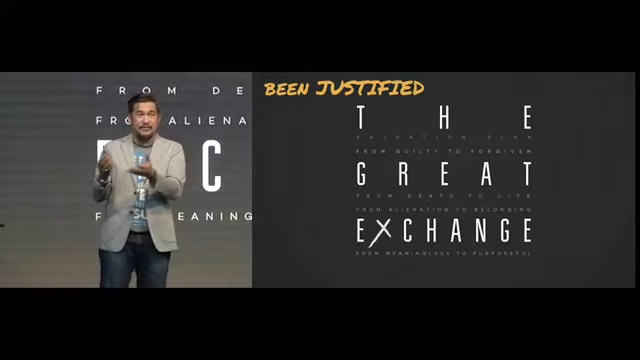 FROM DE
FROM ALIENA
C
F MEANING
SU
BEEN JUSTIFIED
THE
SALVATION PLAN
FROM GUILTY TO FORGIVEN
GREAT
FROM DEATH TO LIFE
FROM ALIENATION TO BELONGING
EXCHANGE
FROM MEANINGLESS TO PURPOSEFUL